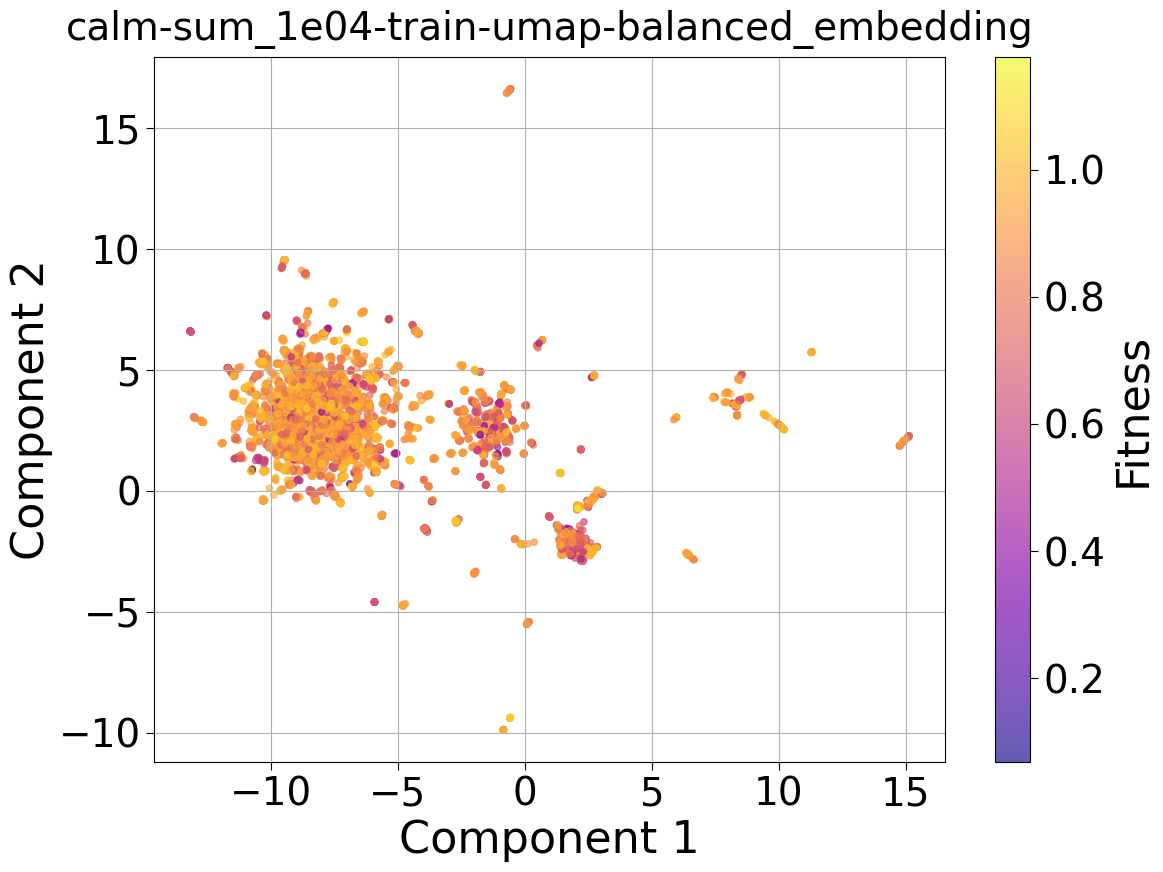 calm-sum_1e04-train-umap-balanced_embedding
15
10
5
0
−5
−10
Component 2
−10 −5 0 5 10 15
Component 1
1.0
0.8
0.6
0.4
0.2
Fitness